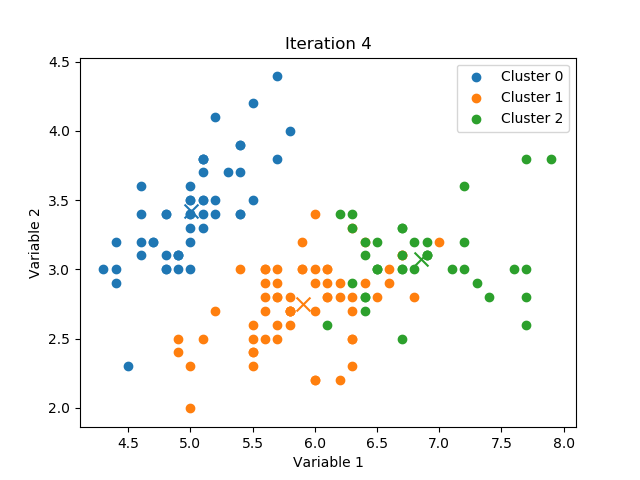 Iteration 4
Cluster 0
Cluster 1
Cluster 2
Variable 2
4.5
4.0
3.5
3.0
2.5
2.0
4.5 5.0 5.5 6.0 6.5 7.0 7.5 8.0
Variable 1